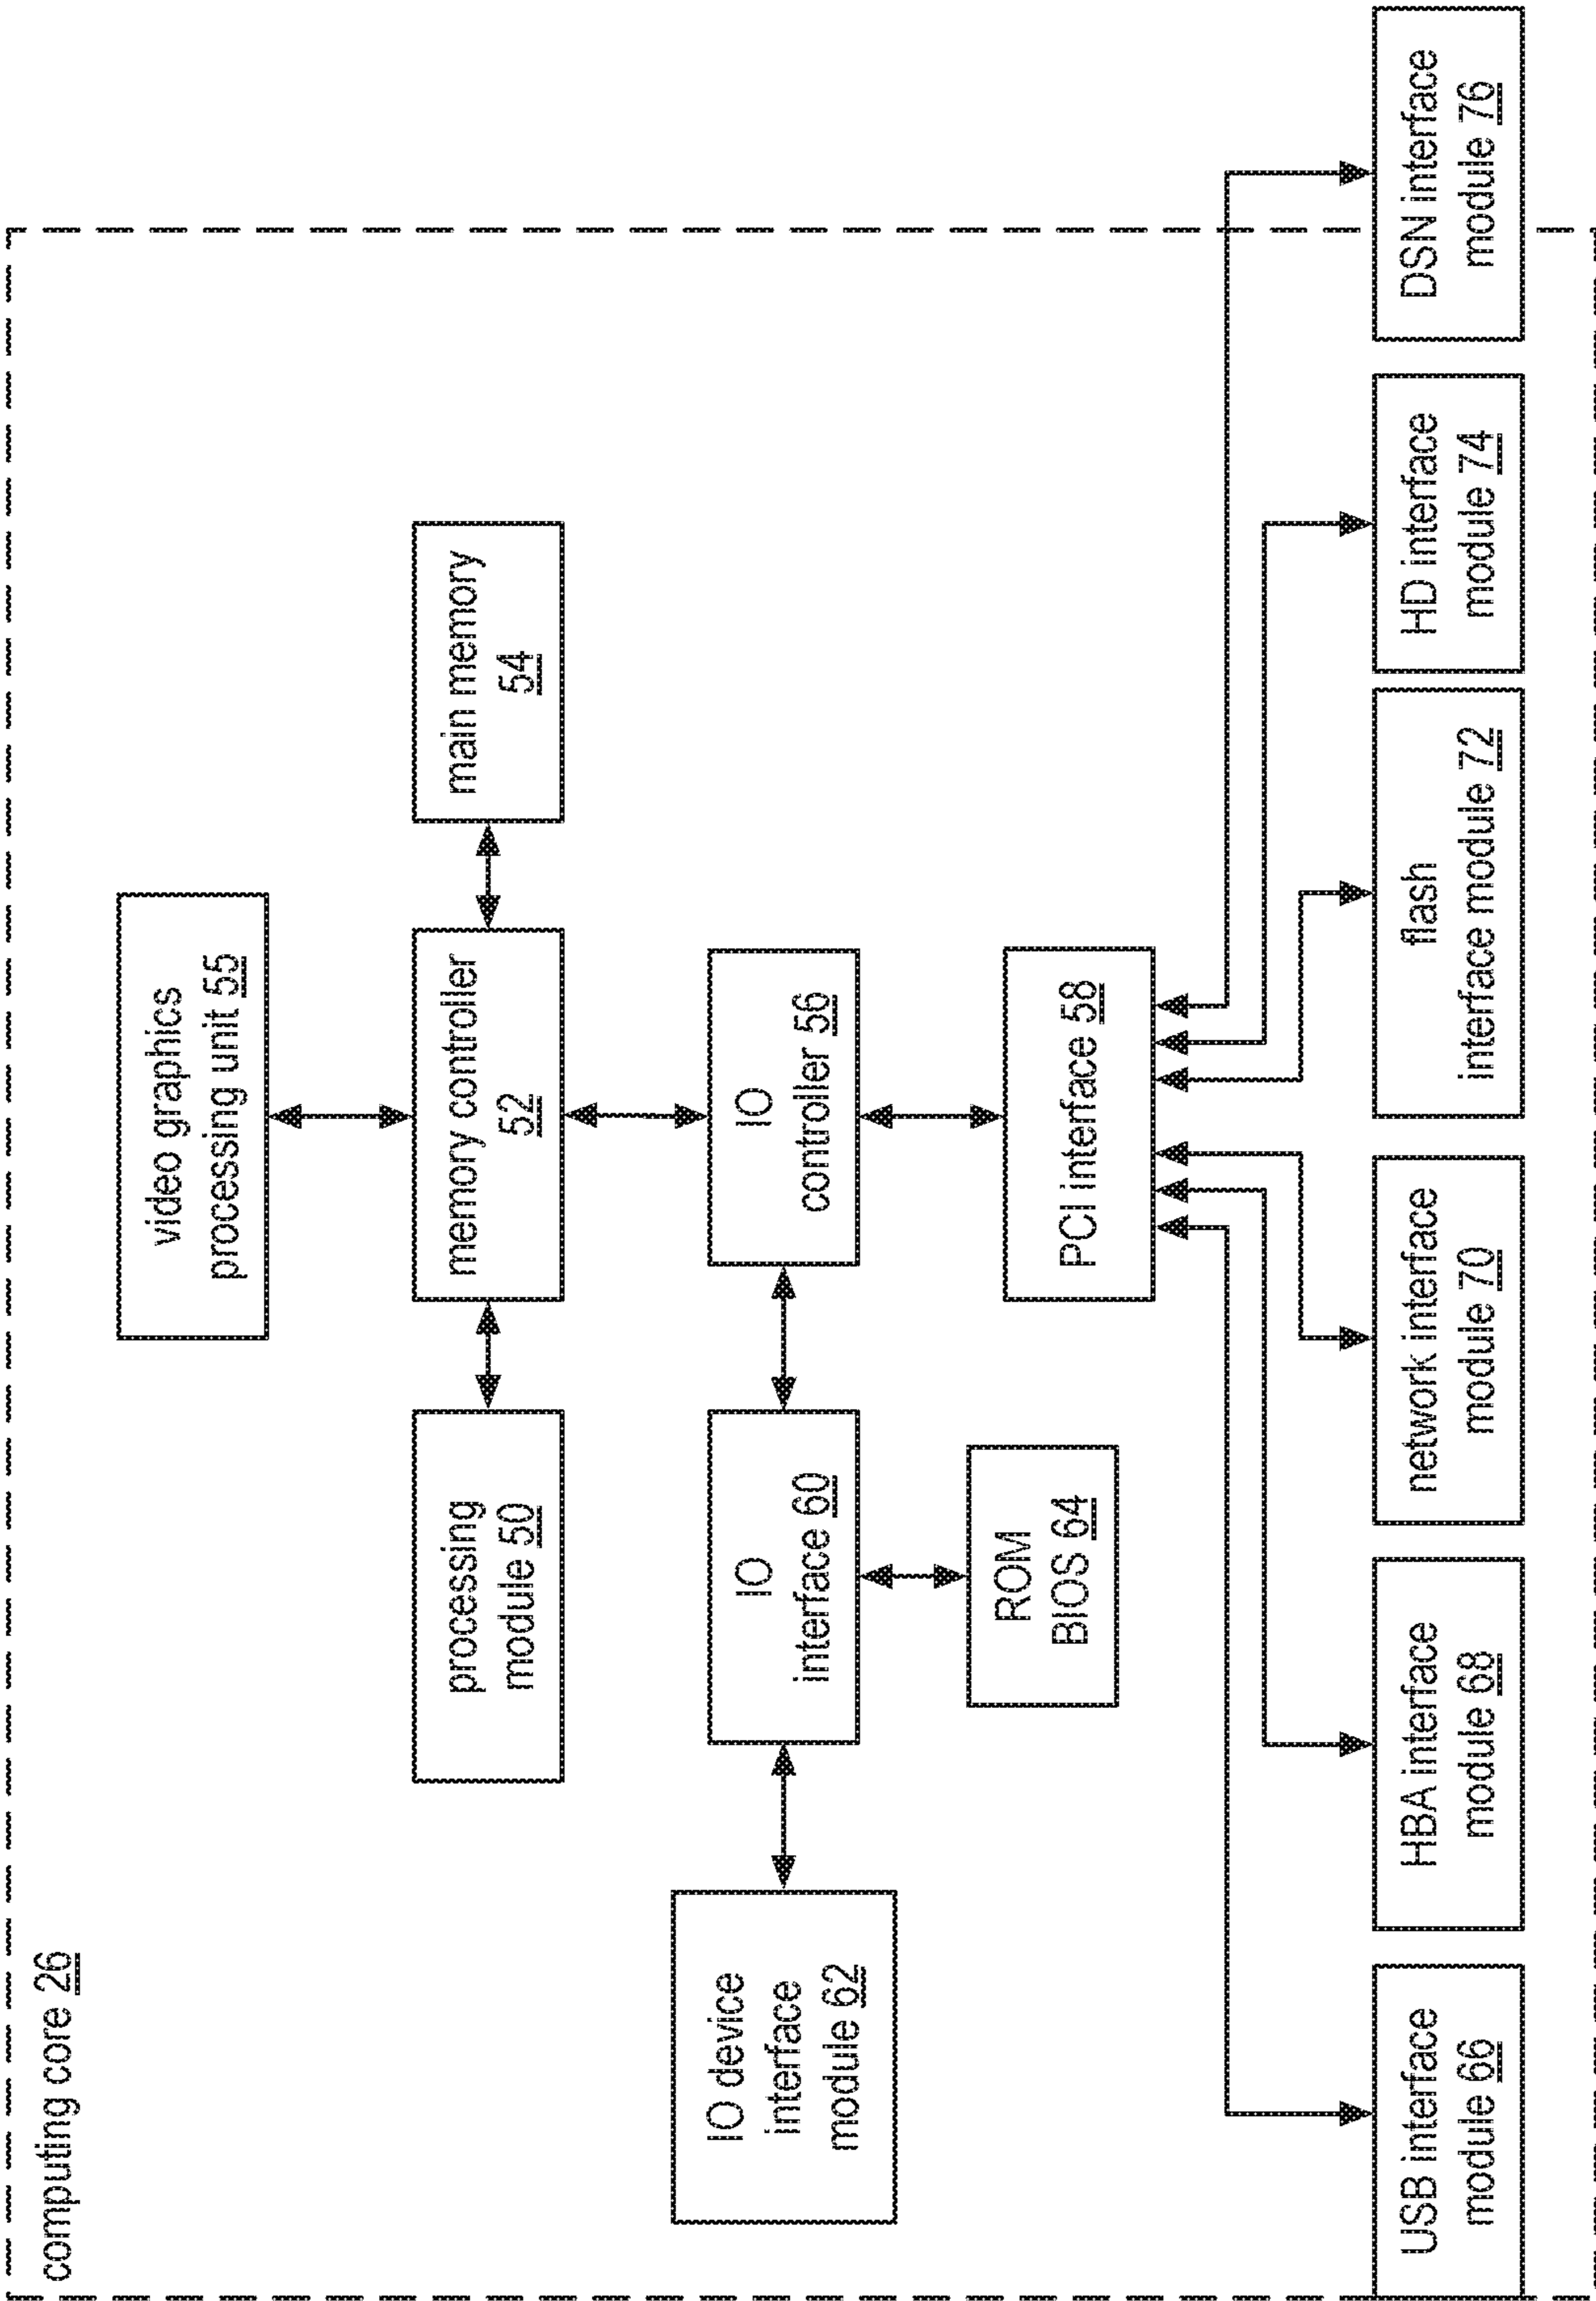 computing core 26
video graphics
processing unit 55
processing
module 50
memory controller
52
main memory
54
IO device
interface
module 62
IO
interface 60
IO
controller 56
ROM
BIOS 64
PCI interface 58
USB interface
module 66
HBA interface
module 68
network interface
module 70
flash
interface module 72
HD interface
module 74
DSN interface
module 76